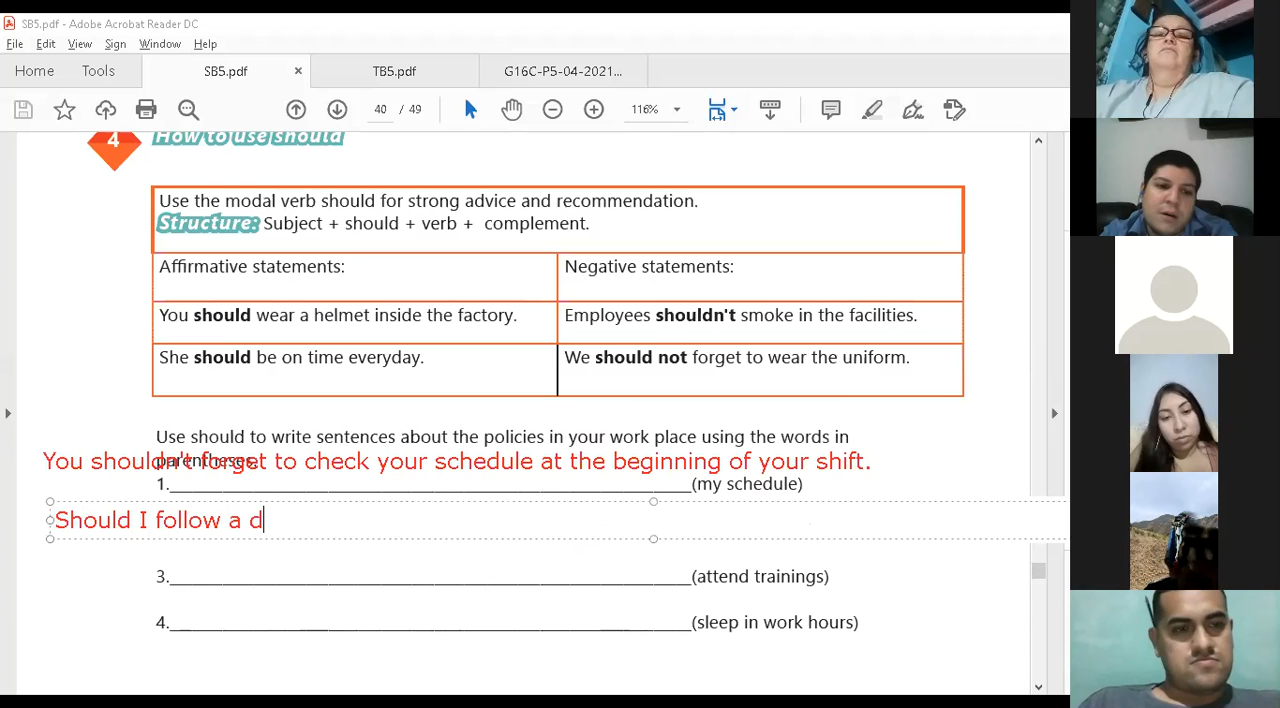 SB5.pdf - Adobe Acrobat Reader DC
File Edit View Sign Window Help
Home Tools SB5.pdf × TB5.pdf G16C-P5-04-2021...
40 / 49 116%
4 How to use should
Use the modal verb should for strong advice and recommendation.
Structure: Subject + should + verb + complement.
Affirmative statements: Negative statements:
You should wear a helmet inside the factory. Employees shouldn't smoke in the facilities.
She should be on time everyday. We should not forget to wear the uniform.
Use should to write sentences about the policies in your work place using the words in
parentheses.
You shouldn't forget to check your schedule at the beginning of your shift.
1.________________________________________(my schedule)
Should I follow a d
3.________________________________________(attend trainings)
4.________________________________________(sleep in work hours)